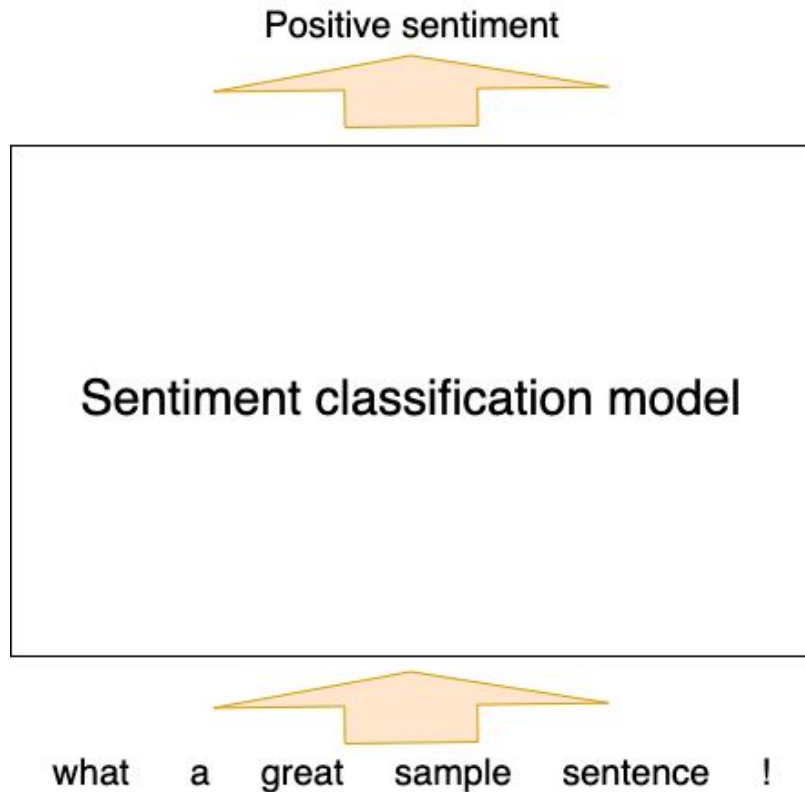 Positive sentiment
Sentiment classification model
what a great sample sentence !